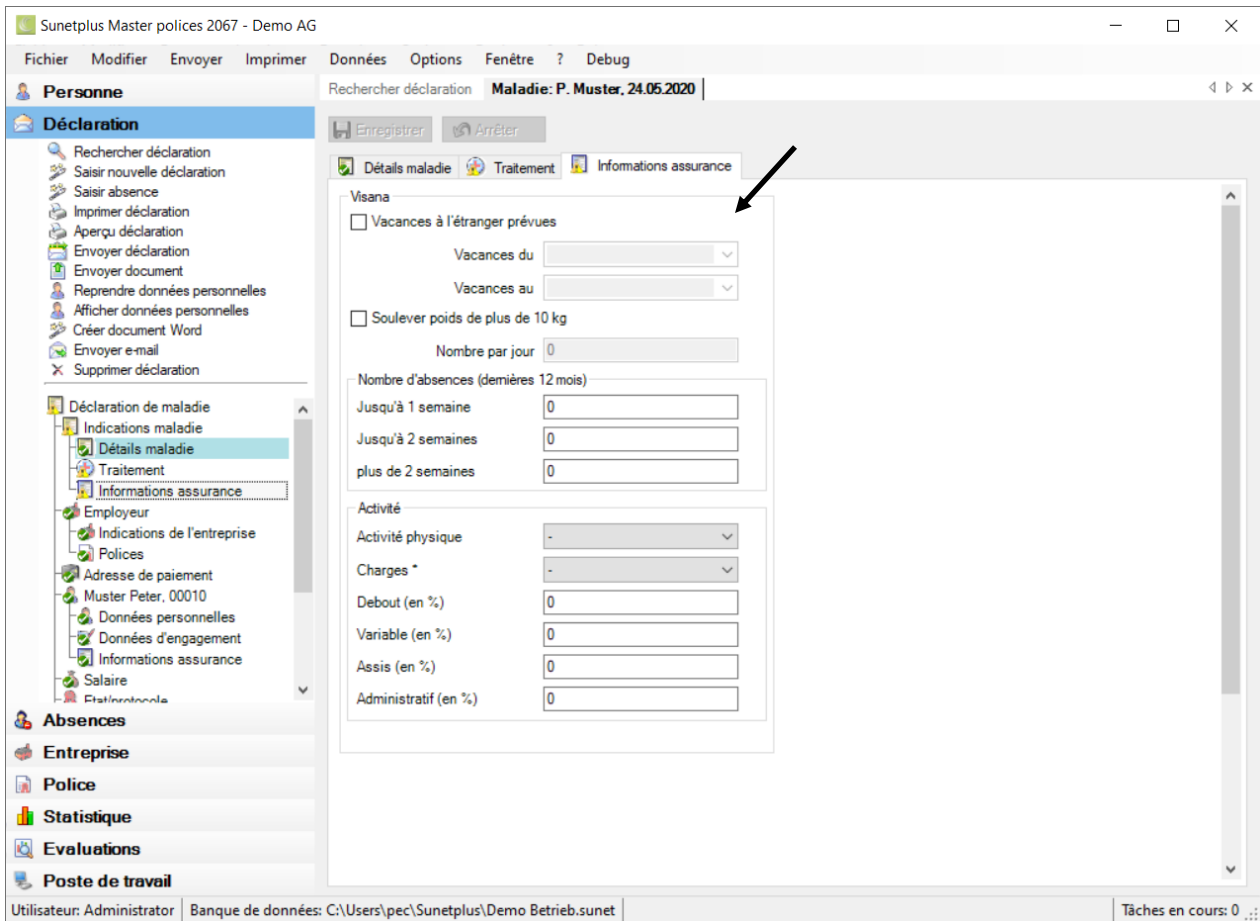 Sunetplus Master polices 2067 - Demo AG
Fichier Modifier Envoyer Imprimer Données Options Fenêtre ? Debug
Personne
Déclaration
Rechercher déclaration
Saisir nouvelle déclaration
Saisir absence
Imprimer déclaration
Aperçu déclaration
Envoyer déclaration
Envoyer document
Reprendre données personnelles
Afficher données personnelles
Créer document Word
Envoyer e-mail
Supprimer déclaration
Déclaration de maladie
Indications maladie
Détails maladie
Traitement
Informations assurance
Employeur
Indications de l'entreprise
Polices
Adresse de paiement
Muster Peter, 00010
Données personnelles
Données d'engagement
Informations assurance
Salaire
Etat/protocole
Absences
Entreprise
Police
Statistique
Evaluations
Poste de travail
Rechercher déclaration Maladie: P. Muster, 24.05.2020
Enregistrer Arrêter
Détails maladie Traitement Informations assurance
Visana
Vacances à l'étranger prévues
Vacances du
Vacances au
Soulever poids de plus de 10 kg
Nombre par jour 0
Nombre d'absences (dernières 12 mois)
Jusqu'à 1 semaine 0
Jusqu'à 2 semaines 0
plus de 2 semaines 0
Activité
Activité physique -
Charges * -
Debout (en %) 0
Variable (en %) 0
Assis (en %) 0
Administratif (en %) 0
Utilisateur: Administrator Banque de données: C:\Users\pec\Sunetplus\Demo Betrieb.sunet Tâches en cours: 0